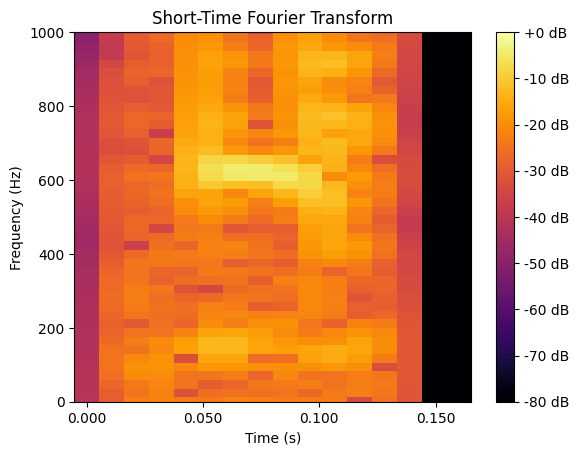 Short-Time Fourier Transform
1000
800
600
400
200
0
Frequency (Hz)
0.000
0.050
0.100
0.150
Time (s)
+0 dB
-10 dB
-20 dB
-30 dB
-40 dB
-50 dB
-60 dB
-70 dB
-80 dB